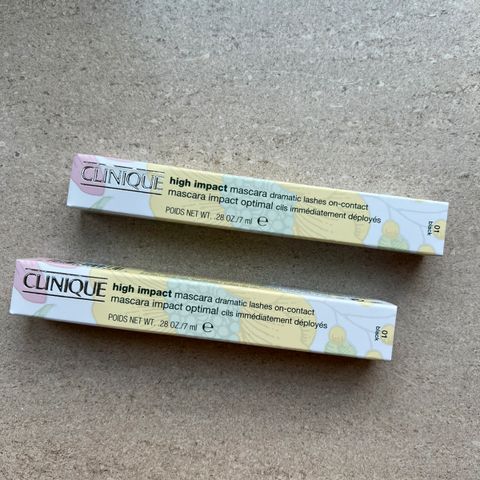 CLINIQUE
high impact mascara dramatic lashes on-contact
mascara impact optimal cils immédiatement déployés
POIDS NET WT. .28 OZ./7 ml ℮
01
black
CLINIQUE
high impact mascara dramatic lashes on-contact
mascara impact optimal cils immédiatement déployés
POIDS NET WT. .28 OZ./7 ml ℮
01
black